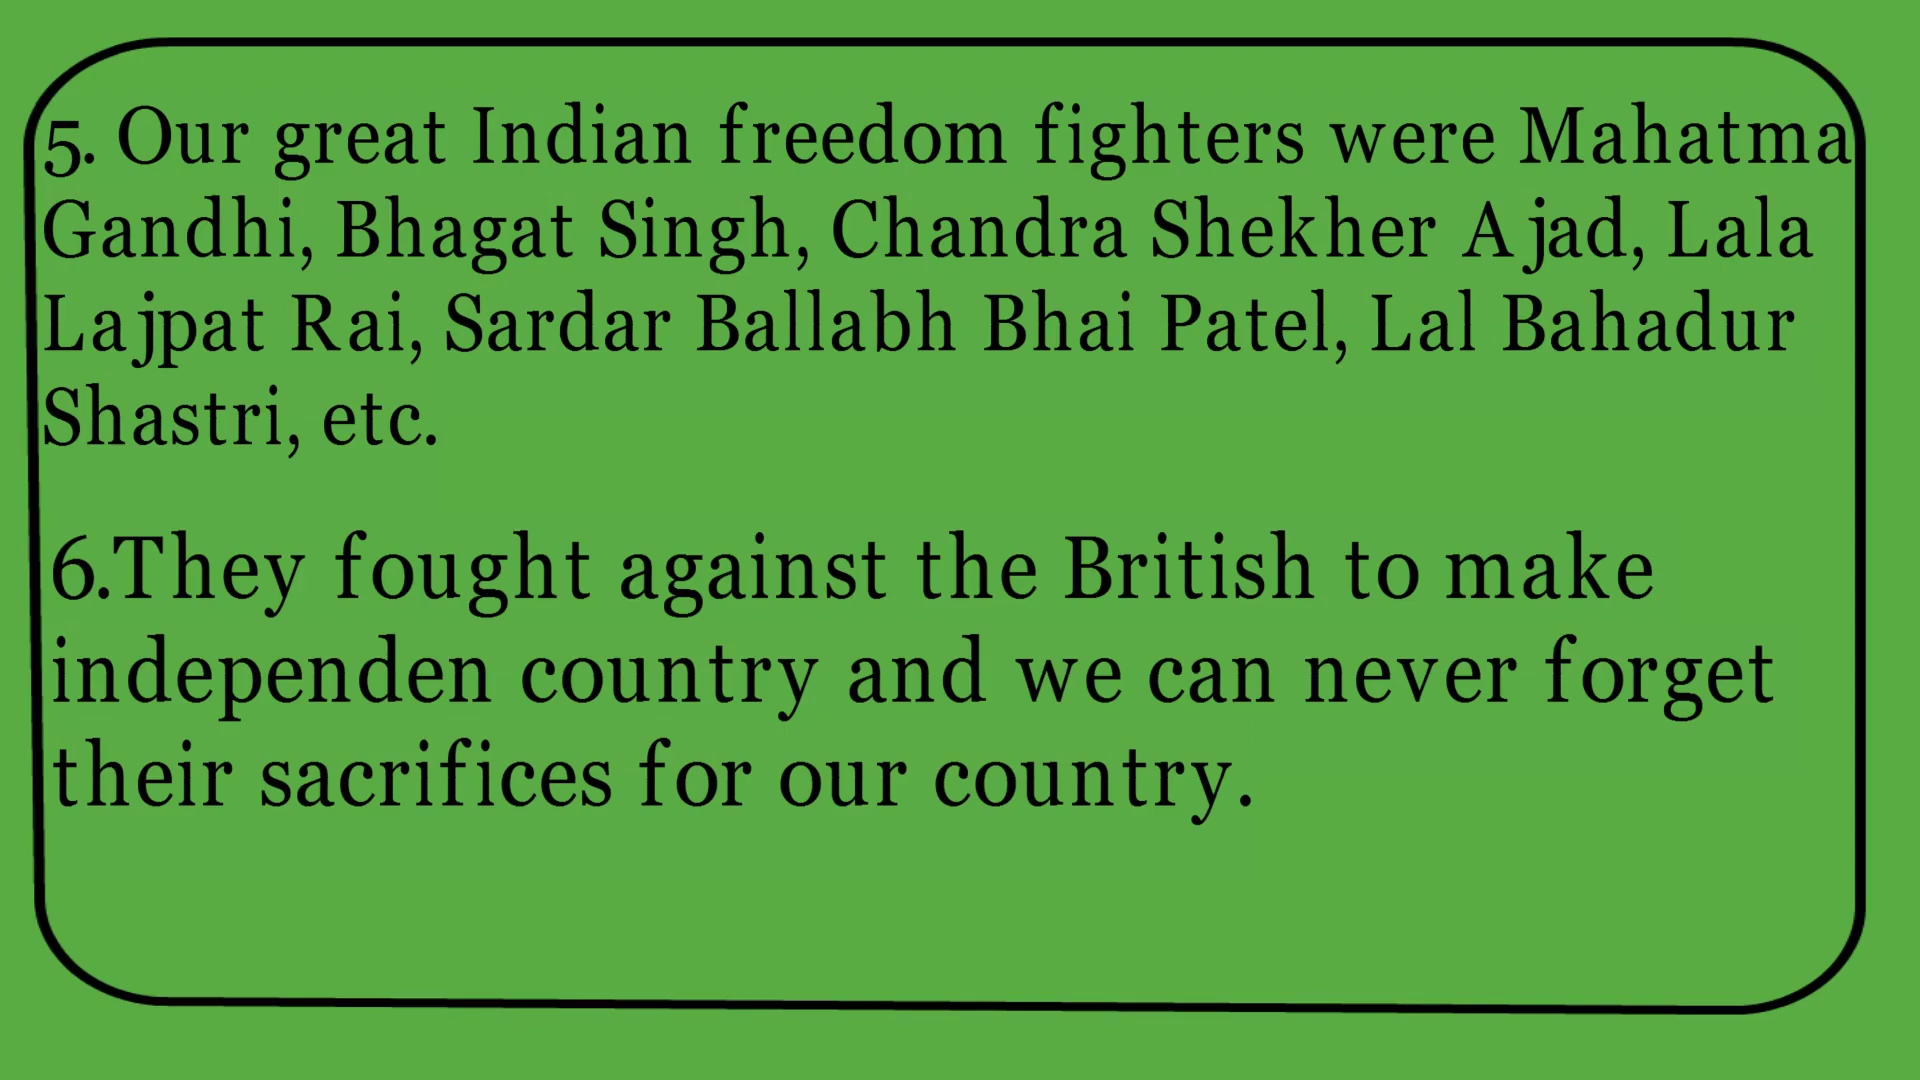 5. Our great Indian freedom fighters were Mahatma
Gandhi, Bhagat Singh, Chandra Shekher Ajad, Lala
Lajpat Rai, Sardar Ballabh Bhai Patel, Lal Bahadur
Shastri, etc.
6.They fought against the British to make
independen country and we can never forget
their sacrifices for our country.